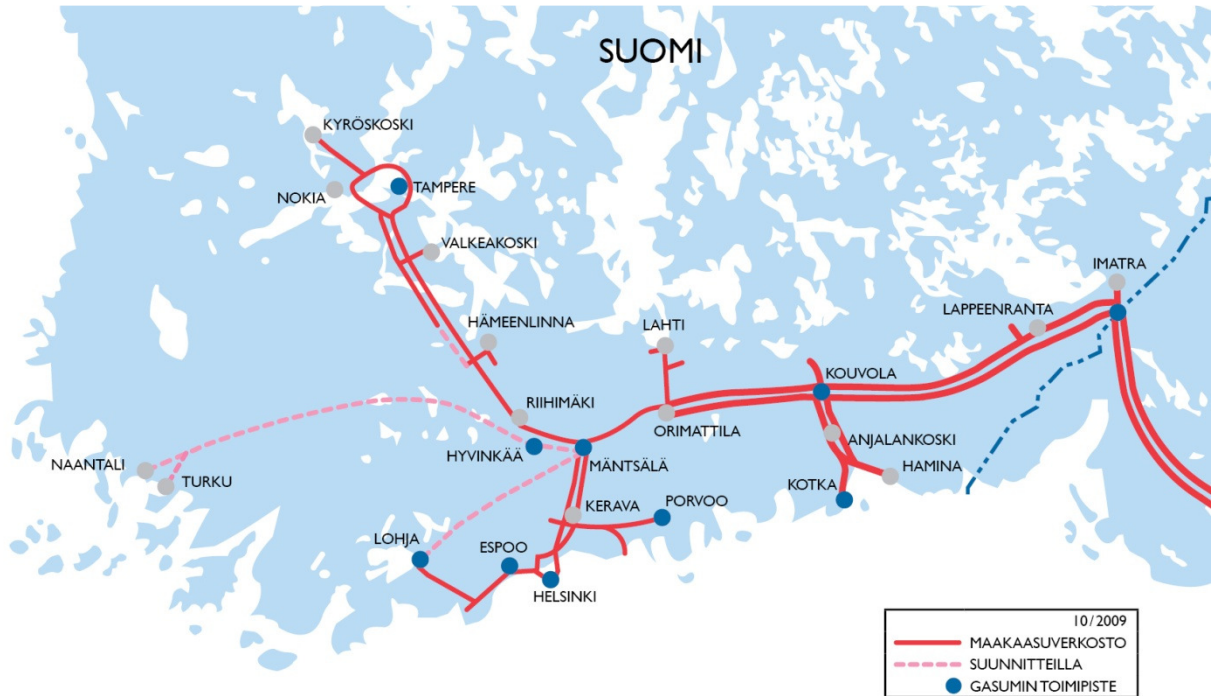 SUOMI
KYRÖSKOSKI
NOKIA
TAMPERE
VALKEAKOSKI
IMATRA
HÄMEENLINNA
LAHTI
LAPPEENRANTA
KOUVOLA
RIIHIMÄKI
ORIMATTILA
ANJALANKOSKI
HYVINKÄÄ
MÄNTSÄLÄ
NAANTALI
TURKU
HAMINA
KOTKA
KERAVA
PORVOO
LOHJA
ESPOO
HELSINKI
10/2009
MAAKAASUVERKOSTO
SUUNNITTEILLA
GASUMIN TOIMIPISTE